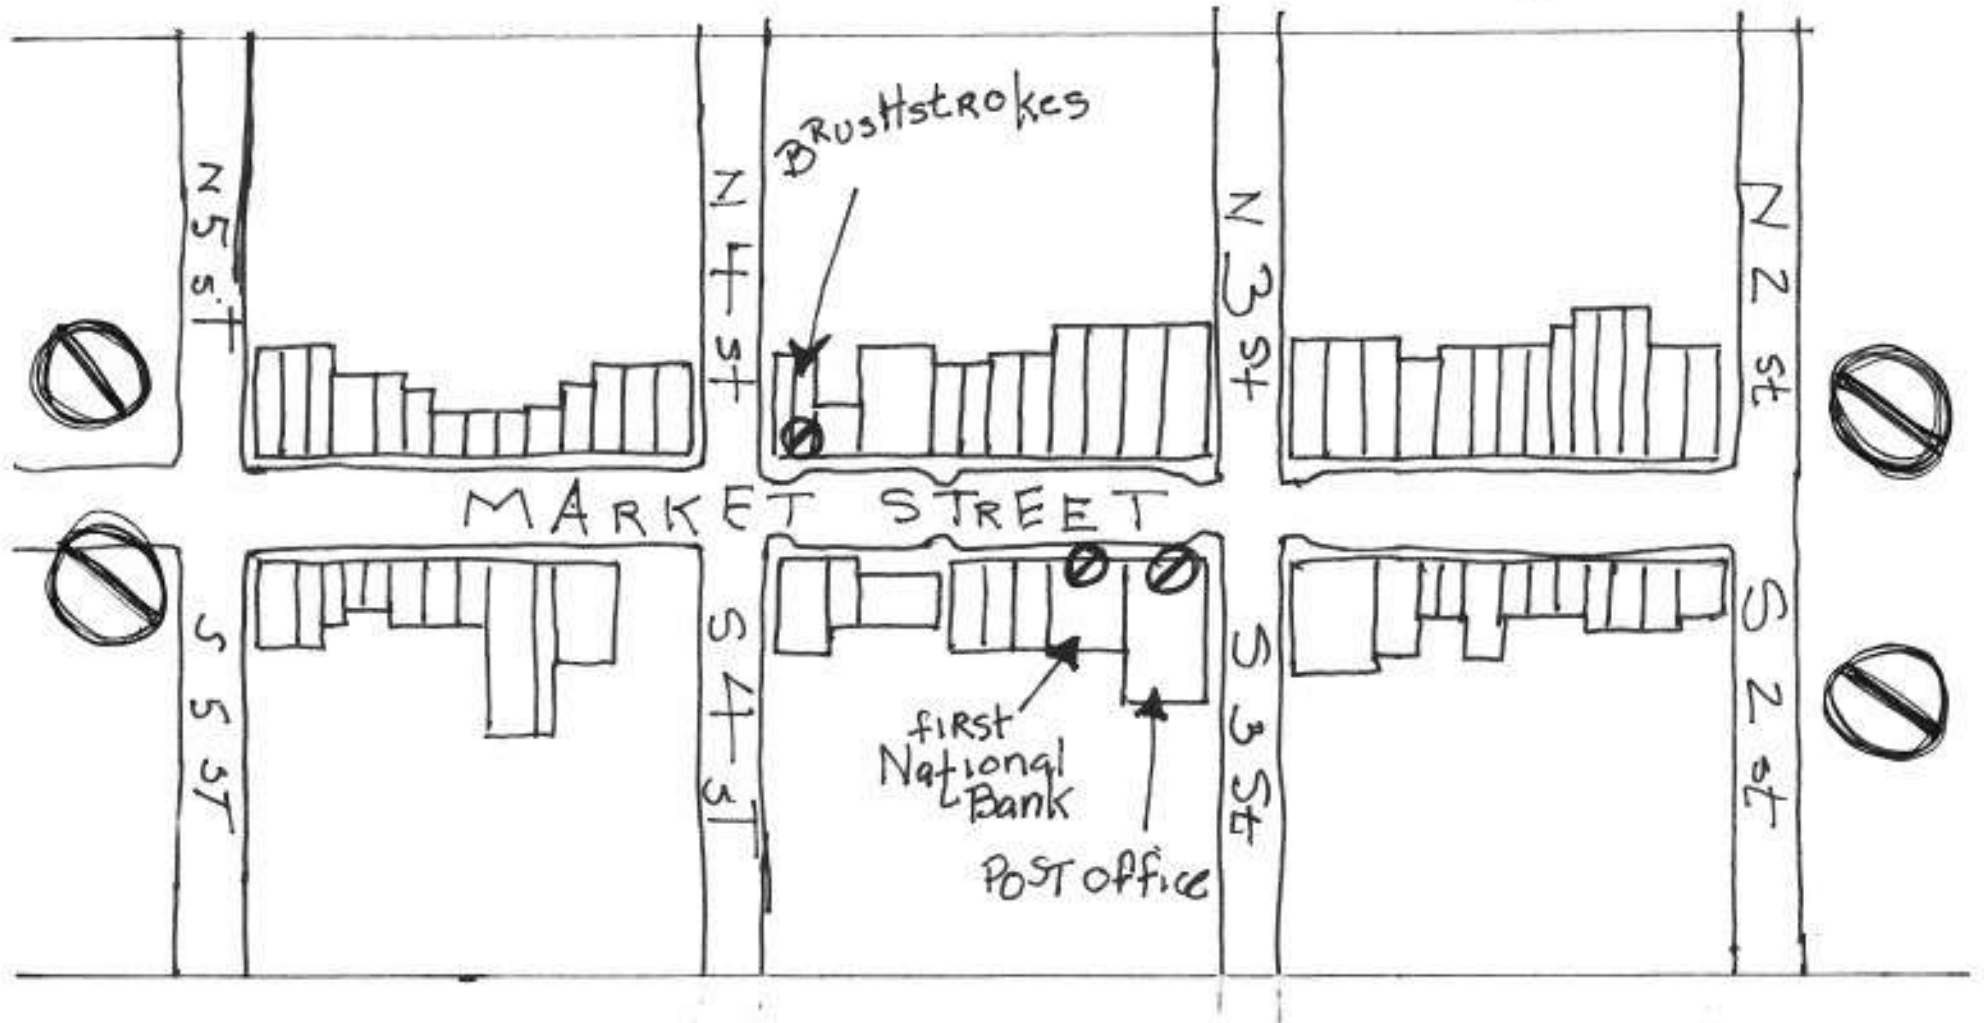 BRUSHstROkes
N 5 sT
N 4 st
N 3 St
N 2 st
MARKET STREET
S 5 ST
S 4 sT
S 3 St
S 2 st
fIRSt
National
Bank
POST Office